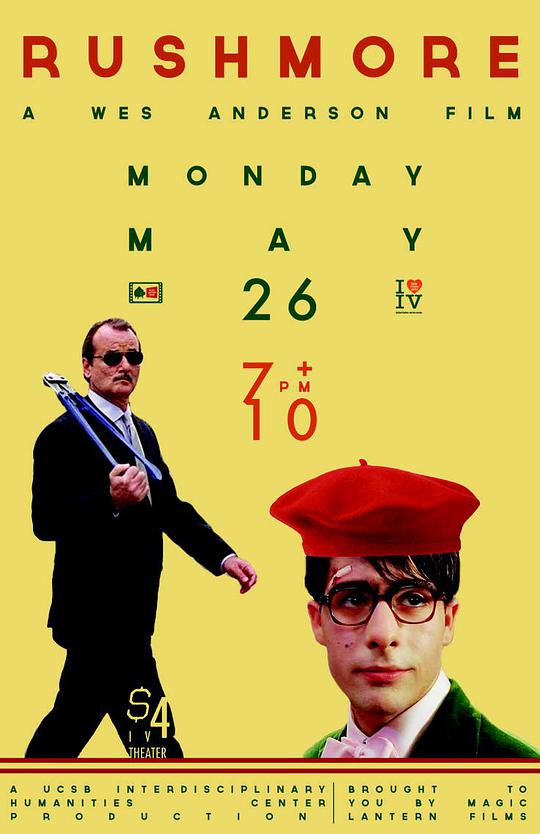 RUSHMORE
A WES ANDERSON FILM
MONDAY
MAY
26
I ♥
IV
7 PM +
10
$4
IV
THEATER
A UCSB INTERDISCIPLINARY
HUMANITIES CENTER
PRODUCTION
BROUGHT TO
YOU BY MAGIC
LANTERN FILMS